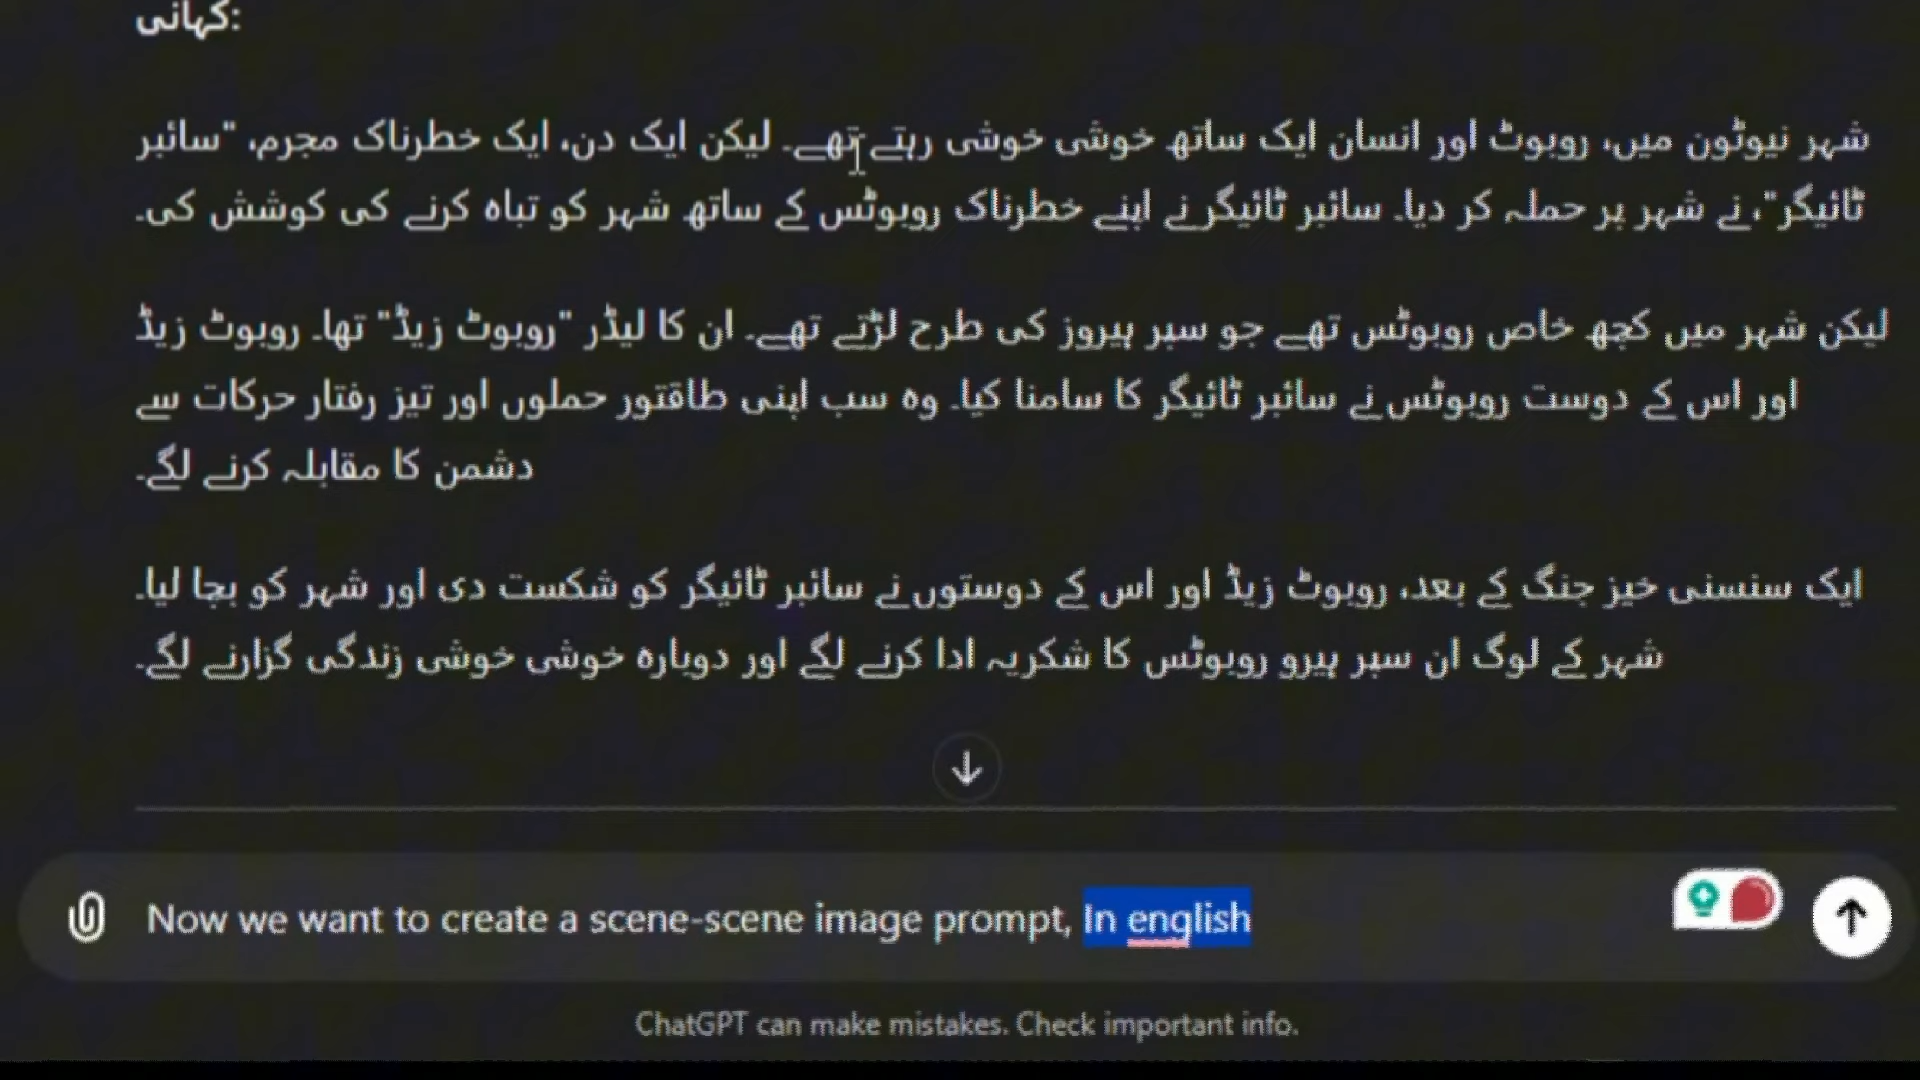 کہانی:
شہر نیوٹون میں، روبوٹ اور انسان ایک ساتھ خوشی خوشی رہتے تھے۔ لیکن ایک دن، ایک خطرناک مجرم، "سائبر
ٹائیگر"، نے شہر پر حملہ کر دیا۔ سائبر ٹائیگر نے اپنے خطرناک روبوٹس کے ساتھ شہر کو تباہ کرنے کی کوشش کی۔
لیکن شہر میں کچھ خاص روبوٹس تھے جو سپر ہیروز کی طرح لڑتے تھے۔ ان کا لیڈر "روبوٹ زیڈ" تھا۔ روبوٹ زیڈ
اور اس کے دوست روبوٹس نے سائبر ٹائیگر کا سامنا کیا۔ وہ سب اپنی طاقتور حملوں اور تیز رفتار حرکات سے
دشمن کا مقابلہ کرنے لگے۔
ایک سنسنی خیز جنگ کے بعد، روبوٹ زیڈ اور اس کے دوستوں نے سائبر ٹائیگر کو شکست دی اور شہر کو بچا لیا۔
شہر کے لوگ ان سپر ہیرو روبوٹس کا شکریہ ادا کرنے لگے اور دوبارہ خوشی خوشی زندگی گزارنے لگے۔
Now we want to create a scene-scene image prompt, In english
ChatGPT can make mistakes. Check important info.